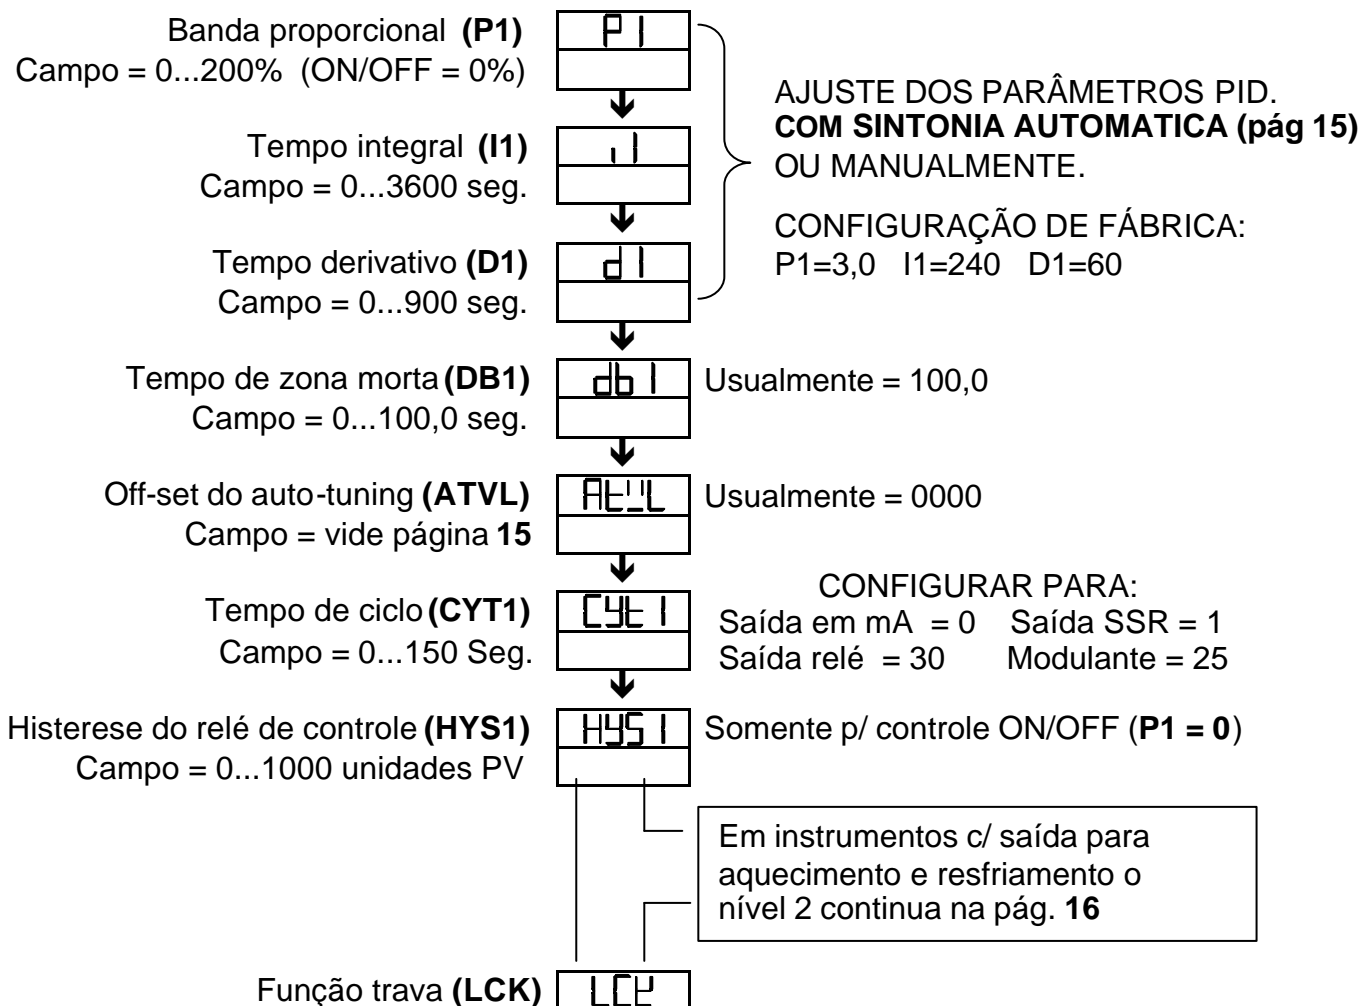 Banda proporcional (P1)
Campo = 0...200% (ON/OFF = 0%)
P1
AJUSTE DOS PARÂMETROS PID.
COM SINTONIA AUTOMATICA (pág 15)
OU MANUALMENTE.
Tempo integral (I1)
Campo = 0...3600 seg.
i1
CONFIGURAÇÃO DE FÁBRICA:
P1=3,0 I1=240 D1=60
Tempo derivativo (D1)
Campo = 0...900 seg.
d1
Tempo de zona morta (DB1)
Campo = 0...100,0 seg.
db1
Usualmente = 100,0
Off-set do auto-tuning (ATVL)
Campo = vide página 15
AtVL
Usualmente = 0000
Tempo de ciclo (CYT1)
Campo = 0...150 Seg.
CYt1
CONFIGURAR PARA:
Saída em mA = 0 Saída SSR = 1
Saída relé = 30 Modulante = 25
Histerese do relé de controle (HYS1)
Campo = 0...1000 unidades PV
HYS1
Somente p/ controle ON/OFF (P1 = 0)
Em instrumentos c/ saída para
aquecimento e resfriamento o
nível 2 continua na pág. 16
Função trava (LCK)
LCK